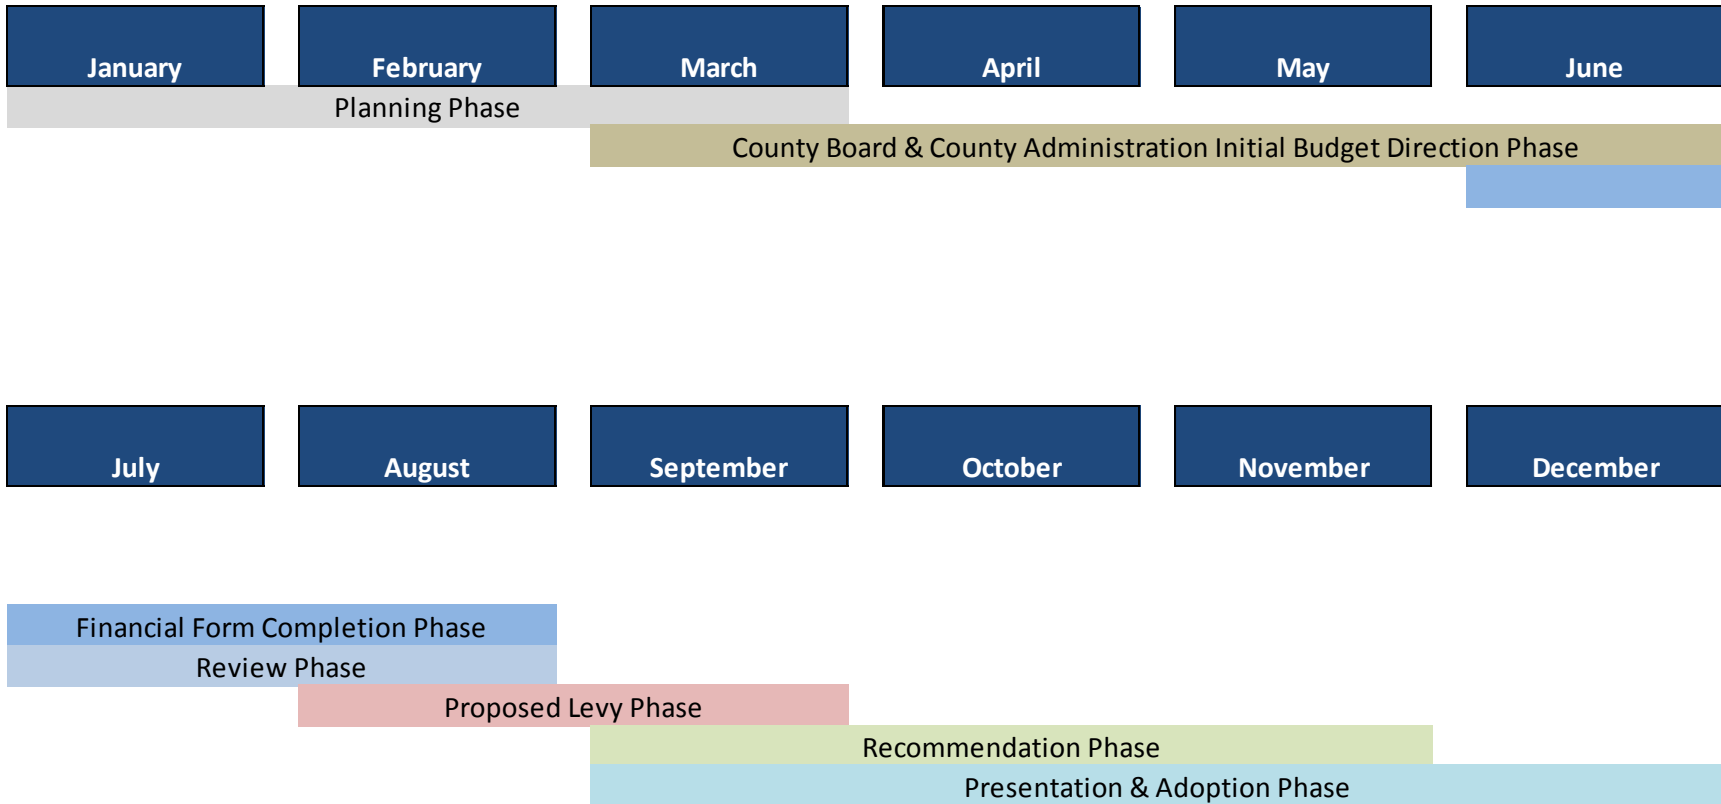 January February March April May June
Planning Phase
County Board & County Administration Initial Budget Direction Phase
July August September October November December
Financial Form Completion Phase
Review Phase
Proposed Levy Phase
Recommendation Phase
Presentation & Adoption Phase